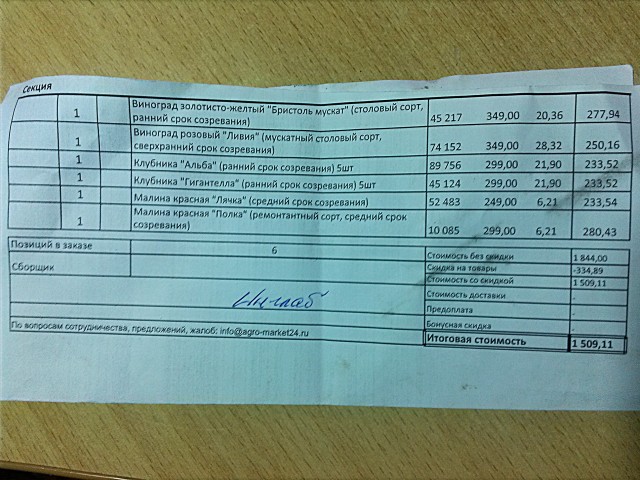 Секция
1 Виноград золотисто-желтый "Бристоль мускат" (столовый сорт, ранний срок созревания) 45 217 349,00 20,36 277,94
1 Виноград розовый "Ливия" (мускатный столовый сорт, сверхранний срок созревания) 74 152 349,00 28,32 250,16
1 Клубника "Альба" (ранний срок созревания) 5шт 89 756 299,00 21,90 233,52
1 Клубника "Гигантелла" (ранний срок созревания) 5шт 45 124 299,00 21,90 233,52
1 Малина красная "Лячка" (средний срок созревания) 52 483 249,00 6,21 233,54
1 Малина красная "Полка" (ремонтантный сорт, средний срок созревания) 10 085 299,00 6,21 280,43
Позиций в заказе 6
Сборщик
Стоимость без скидки 1 844,00
Скидка на товары -334,89
Стоимость со скидкой 1 509,11
Стоимость доставки -
Предоплата -
Бонусная скидка -
Итоговая стоимость 1 509,11
По вопросам сотрудничества, предложений, жалоб: info@agro-market24.ru